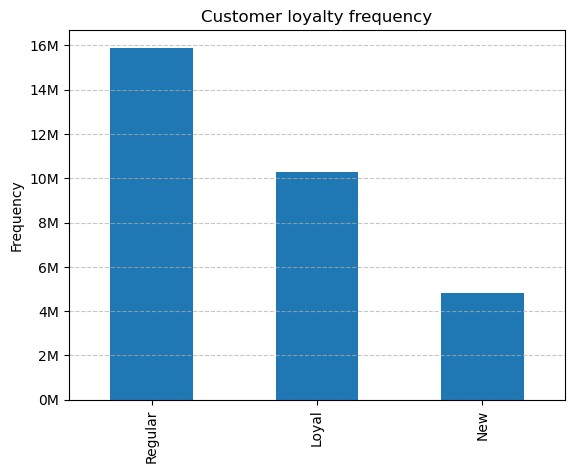 Customer loyalty frequency
16M
14M
12M
10M
8M
6M
4M
2M
0M
Frequency
Regular
Loyal
New